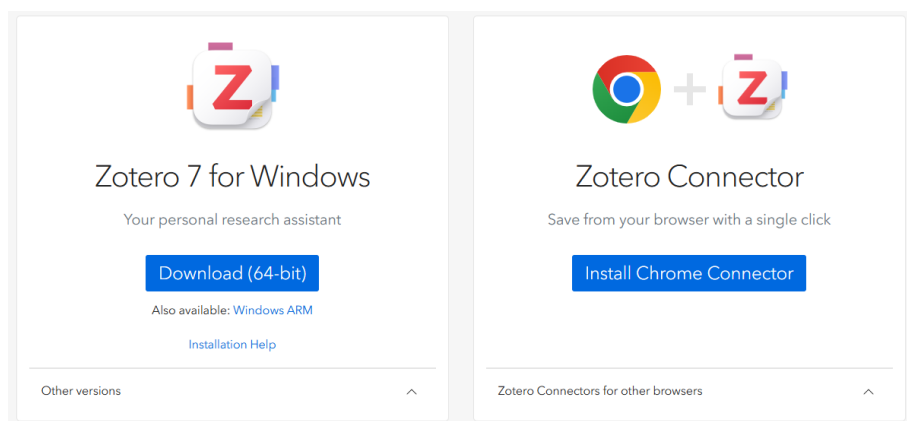 Z
Zotero 7 for Windows
Your personal research assistant
Download (64-bit)
Also available: Windows ARM
Installation Help
Other versions
Z
Zotero Connector
Save from your browser with a single click
Install Chrome Connector
Zotero Connectors for other browsers